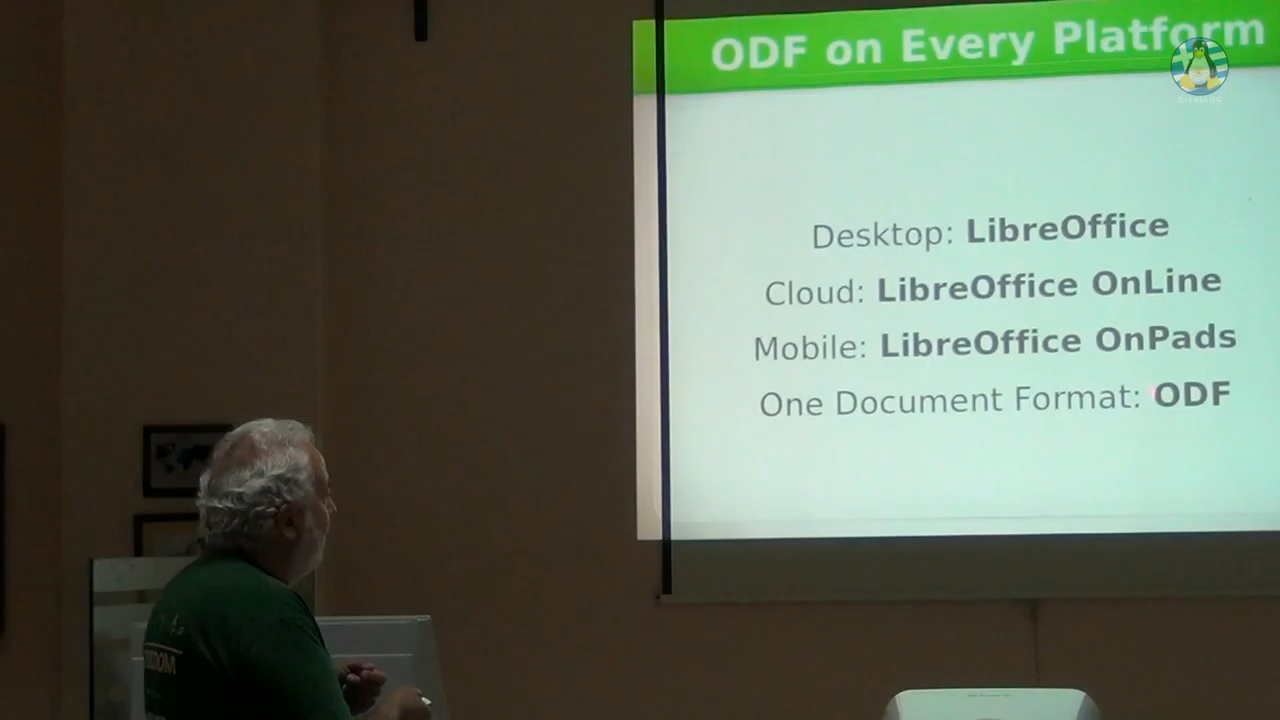 ODF on Every Platform
Desktop: LibreOffice
Cloud: LibreOffice OnLine
Mobile: LibreOffice OnPads
One Document Format: ODF